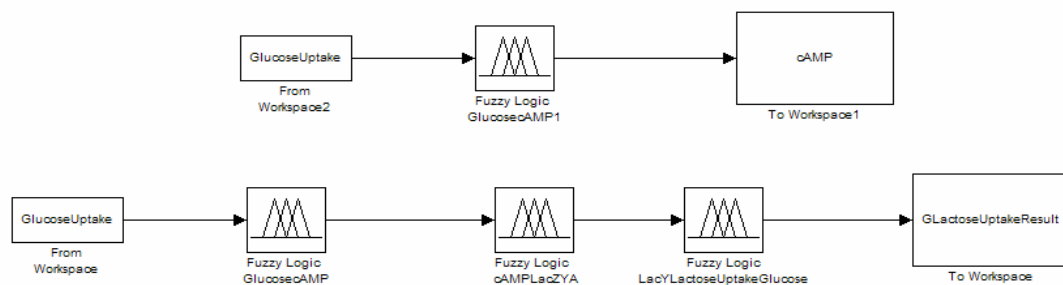 GlucoseUptake
From
Workspace2
Fuzzy Logic
GlucosecAMP1
cAMP
To Workspace1
GlucoseUptake
From
Workspace
Fuzzy Logic
GlucosecAMP
Fuzzy Logic
cAMPLacZYA
Fuzzy Logic
LacYLactoseUptakeGlucose
GLactoseUptakeResult
To Workspace